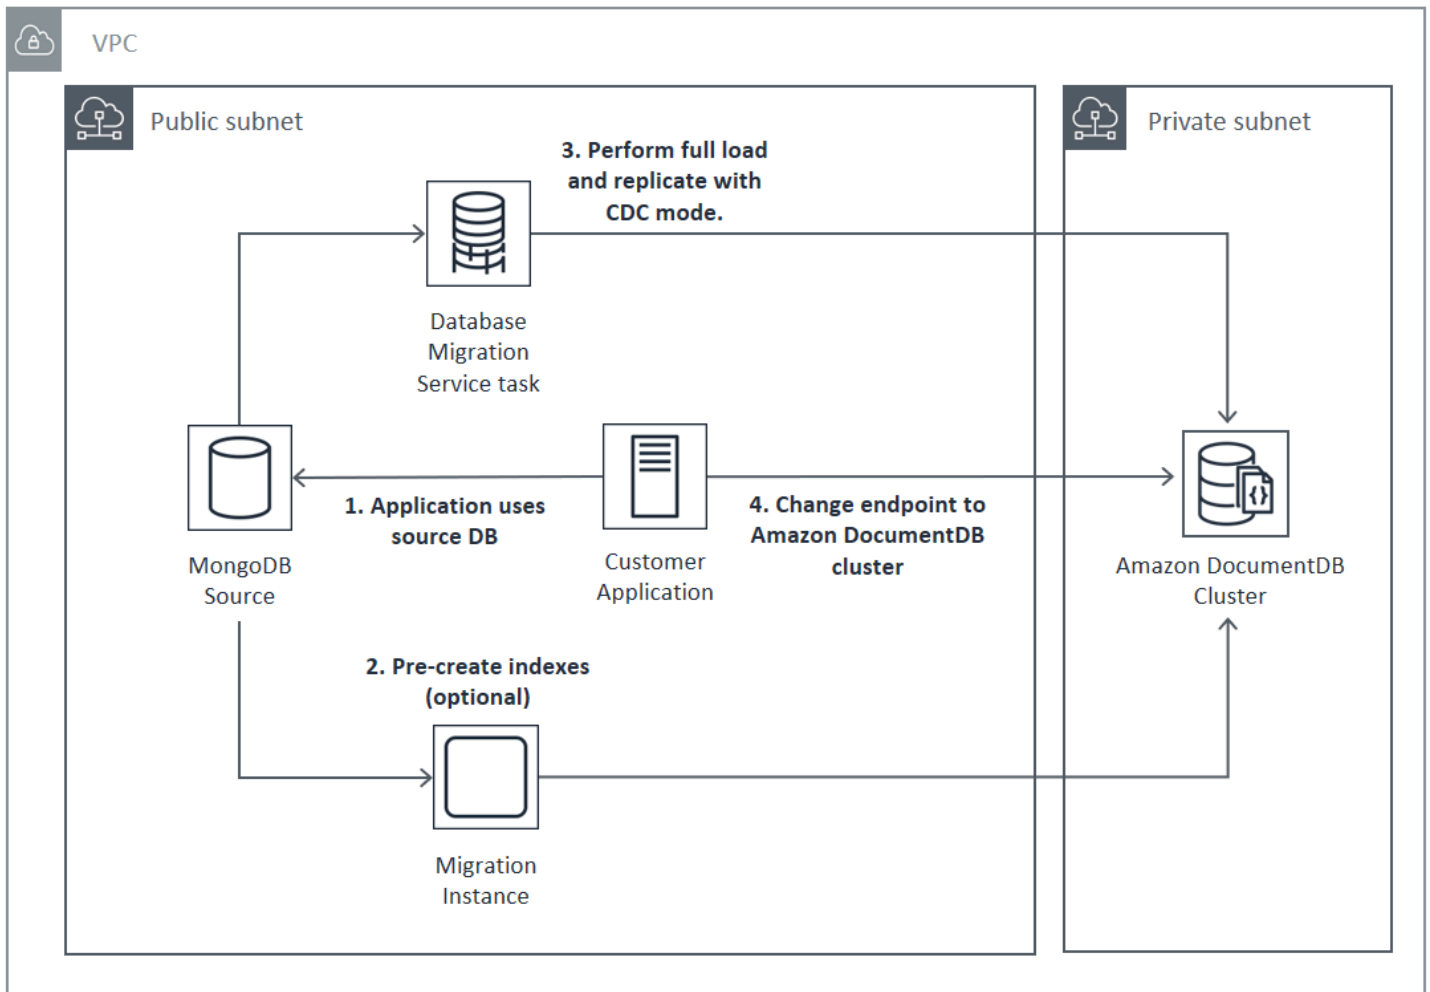 VPC
Public subnet
Private subnet
3. Perform full load
and replicate with
CDC mode.
Database
Migration
Service task
1. Application uses
source DB
4. Change endpoint to
Amazon DocumentDB
cluster
MongoDB
Source
Customer
Application
Amazon DocumentDB
Cluster
2. Pre-create indexes
(optional)
Migration
Instance